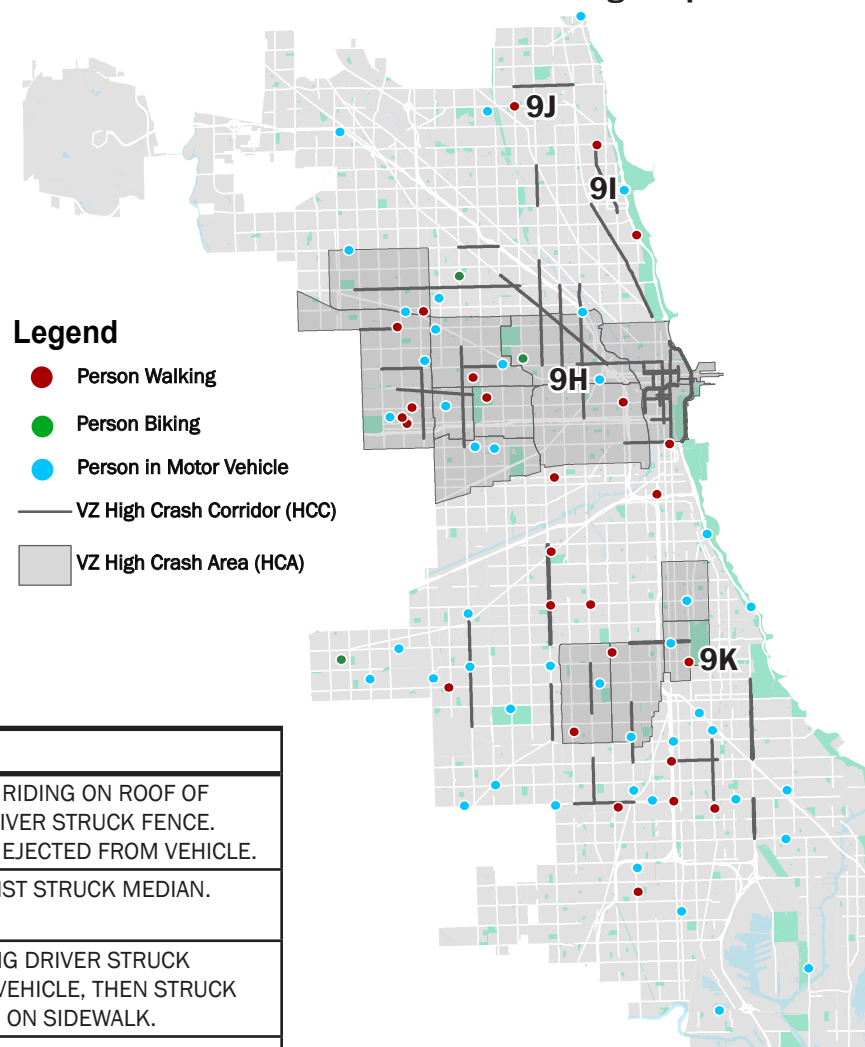 9J
9I
Legend
Person Walking
Person Biking
Person in Motor Vehicle
VZ High Crash Corridor (HCC)
VZ High Crash Area (HCA)
9H
9K
RIDING ON ROOF OF
IVER STRUCK FENCE.
EJECTED FROM VEHICLE.
IST STRUCK MEDIAN.
NG DRIVER STRUCK
VEHICLE, THEN STRUCK
ON SIDEWALK.